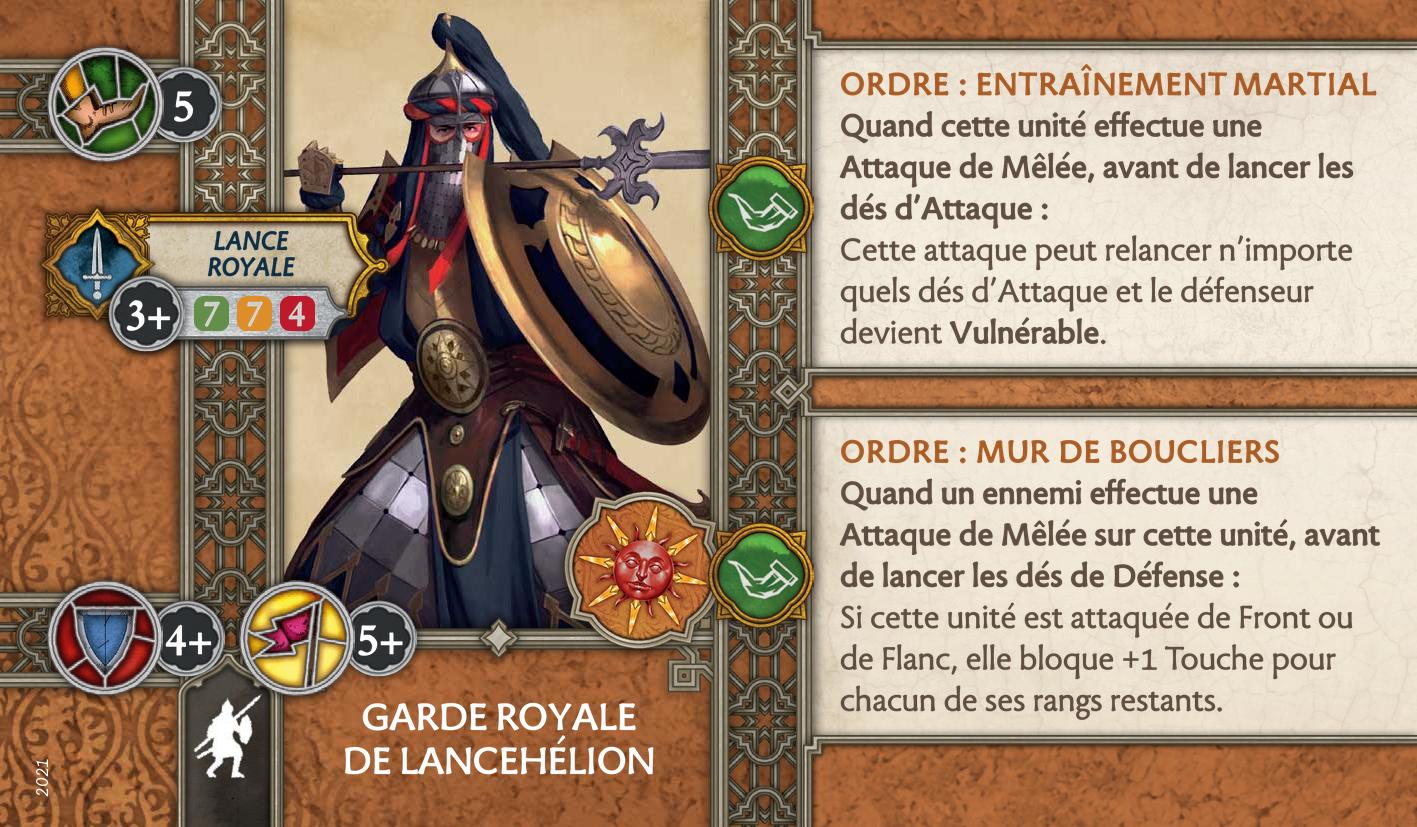 5
LANCE
ROYALE
3+ 7 7 4
4+ 5+
GARDE ROYALE
DE LANCEHÉLION
2021
ORDRE : ENTRAÎNEMENT MARTIAL
Quand cette unité effectue une
Attaque de Mêlée, avant de lancer les
dés d’Attaque :
Cette attaque peut relancer n’importe
quels dés d’Attaque et le défenseur
devient Vulnérable.
ORDRE : MUR DE BOUCLIERS
Quand un ennemi effectue une
Attaque de Mêlée sur cette unité, avant
de lancer les dés de Défense :
Si cette unité est attaquée de Front ou
de Flanc, elle bloque +1 Touche pour
chacun de ses rangs restants.